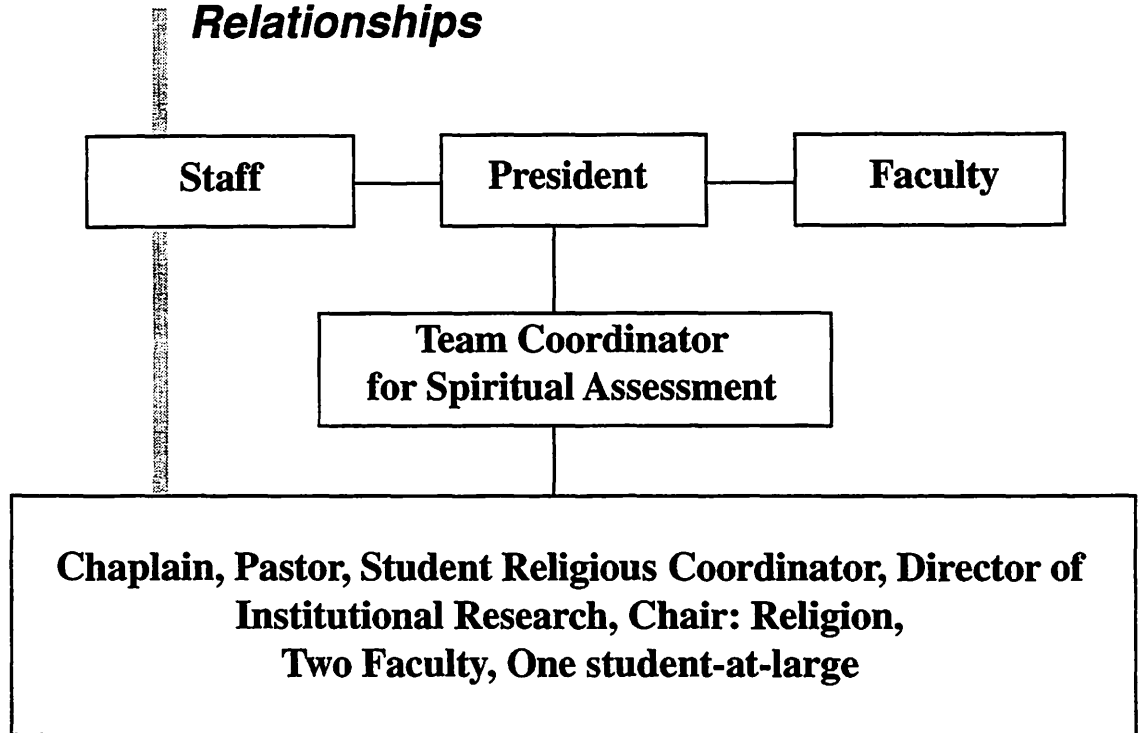 Relationships
Staff
President
Faculty
Team Coordinator
for Spiritual Assessment
Chaplain, Pastor, Student Religious Coordinator, Director of
Institutional Research, Chair: Religion,
Two Faculty, One student-at-large